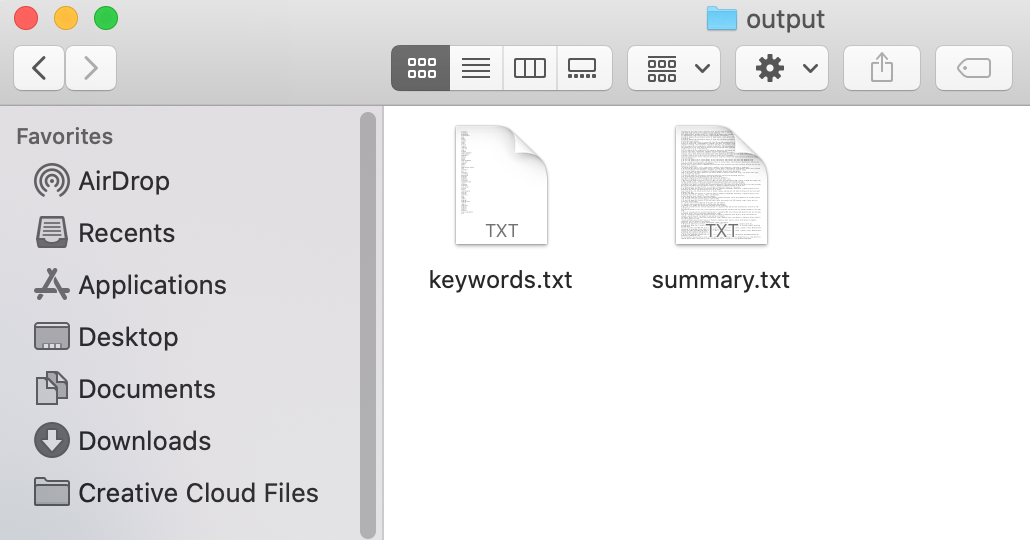 output
Favorites
AirDrop
Recents
Applications
Desktop
Documents
Downloads
Creative Cloud Files
TXT
TXT
keywords.txt
summary.txt